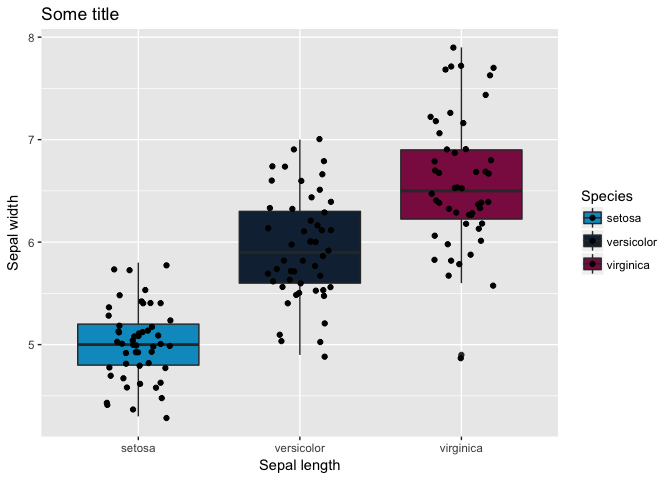 Some title
8
7
6
5
Sepal width
setosa
versicolor
virginica
Sepal length
Species
setosa
versicolor
virginica